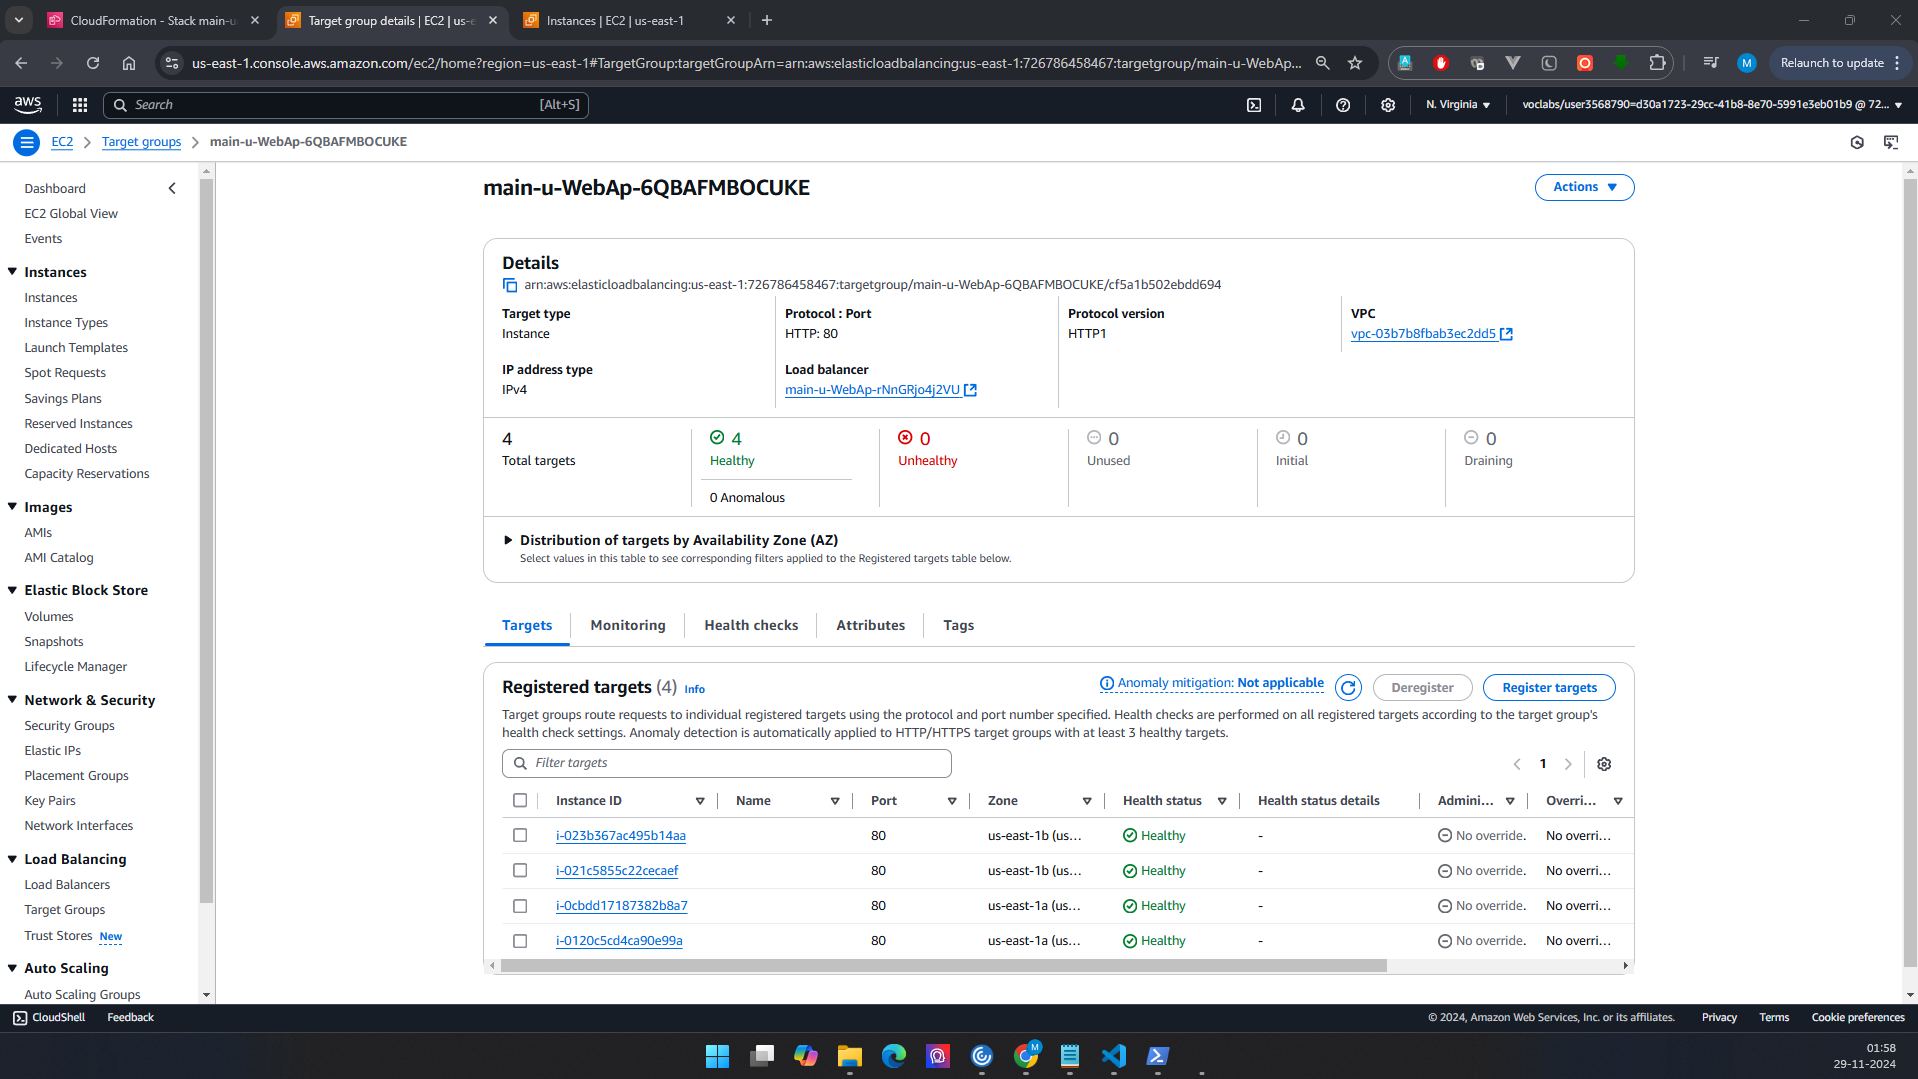 CloudFormation - Stack main-u
Target group details | EC2 | us-e
Instances | EC2 | us-east-1
us-east-1.console.aws.amazon.com/ec2/home?region=us-east-1#TargetGroup:targetGroupArn=arn:aws:elasticloadbalancing:us-east-1:726786458467:targetgroup/main-u-WebAp...
M
Relaunch to update
aws
Search
[Alt+S]
N. Virginia
voclabs/user3568790=d30a1723-29cc-41b8-8e70-5991e3eb01b9 @ 72...
EC2
Target groups
main-u-WebAp-6QBAFMBOCUKE
Dashboard
EC2 Global View
Events
Instances
Instances
Instance Types
Launch Templates
Spot Requests
Savings Plans
Reserved Instances
Dedicated Hosts
Capacity Reservations
Images
AMIs
AMI Catalog
Elastic Block Store
Volumes
Snapshots
Lifecycle Manager
Network & Security
Security Groups
Elastic IPs
Placement Groups
Key Pairs
Network Interfaces
Load Balancing
Load Balancers
Target Groups
Trust Stores New
Auto Scaling
Auto Scaling Groups
main-u-WebAp-6QBAFMBOCUKE
Actions
Details
arn:aws:elasticloadbalancing:us-east-1:726786458467:targetgroup/main-u-WebAp-6QBAFMBOCUKE/cf5a1b502ebdd694
Target type
Instance
Protocol : Port
HTTP: 80
Protocol version
HTTP1
VPC
vpc-03b7b8fbab3ec2dd5
IP address type
IPv4
Load balancer
main-u-WebAp-rNnGRjo4j2VU
4
Total targets
4
Healthy
0 Anomalous
0
Unhealthy
0
Unused
0
Initial
0
Draining
Distribution of targets by Availability Zone (AZ)
Select values in this table to see corresponding filters applied to the Registered targets table below.
Targets
Monitoring
Health checks
Attributes
Tags
Registered targets (4) Info
Anomaly mitigation: Not applicable
Deregister
Register targets
Target groups route requests to individual registered targets using the protocol and port number specified. Health checks are performed on all registered targets according to the target group's
health check settings. Anomaly detection is automatically applied to HTTP/HTTPS target groups with at least 3 healthy targets.
Filter targets
1
Instance ID Name Port Zone Health status Health status details Admini... Overri...
i-023b367ac495b14aa 80 us-east-1b (us... Healthy - No override. No overri...
i-021c5855c22cecaef 80 us-east-1b (us... Healthy - No override. No overri...
i-0cbdd17187382b8a7 80 us-east-1a (us... Healthy - No override. No overri...
i-0120c5cd4ca90e99a 80 us-east-1a (us... Healthy - No override. No overri...
CloudShell
Feedback
© 2024, Amazon Web Services, Inc. or its affiliates.
Privacy
Terms
Cookie preferences
M
01:58
29-11-2024